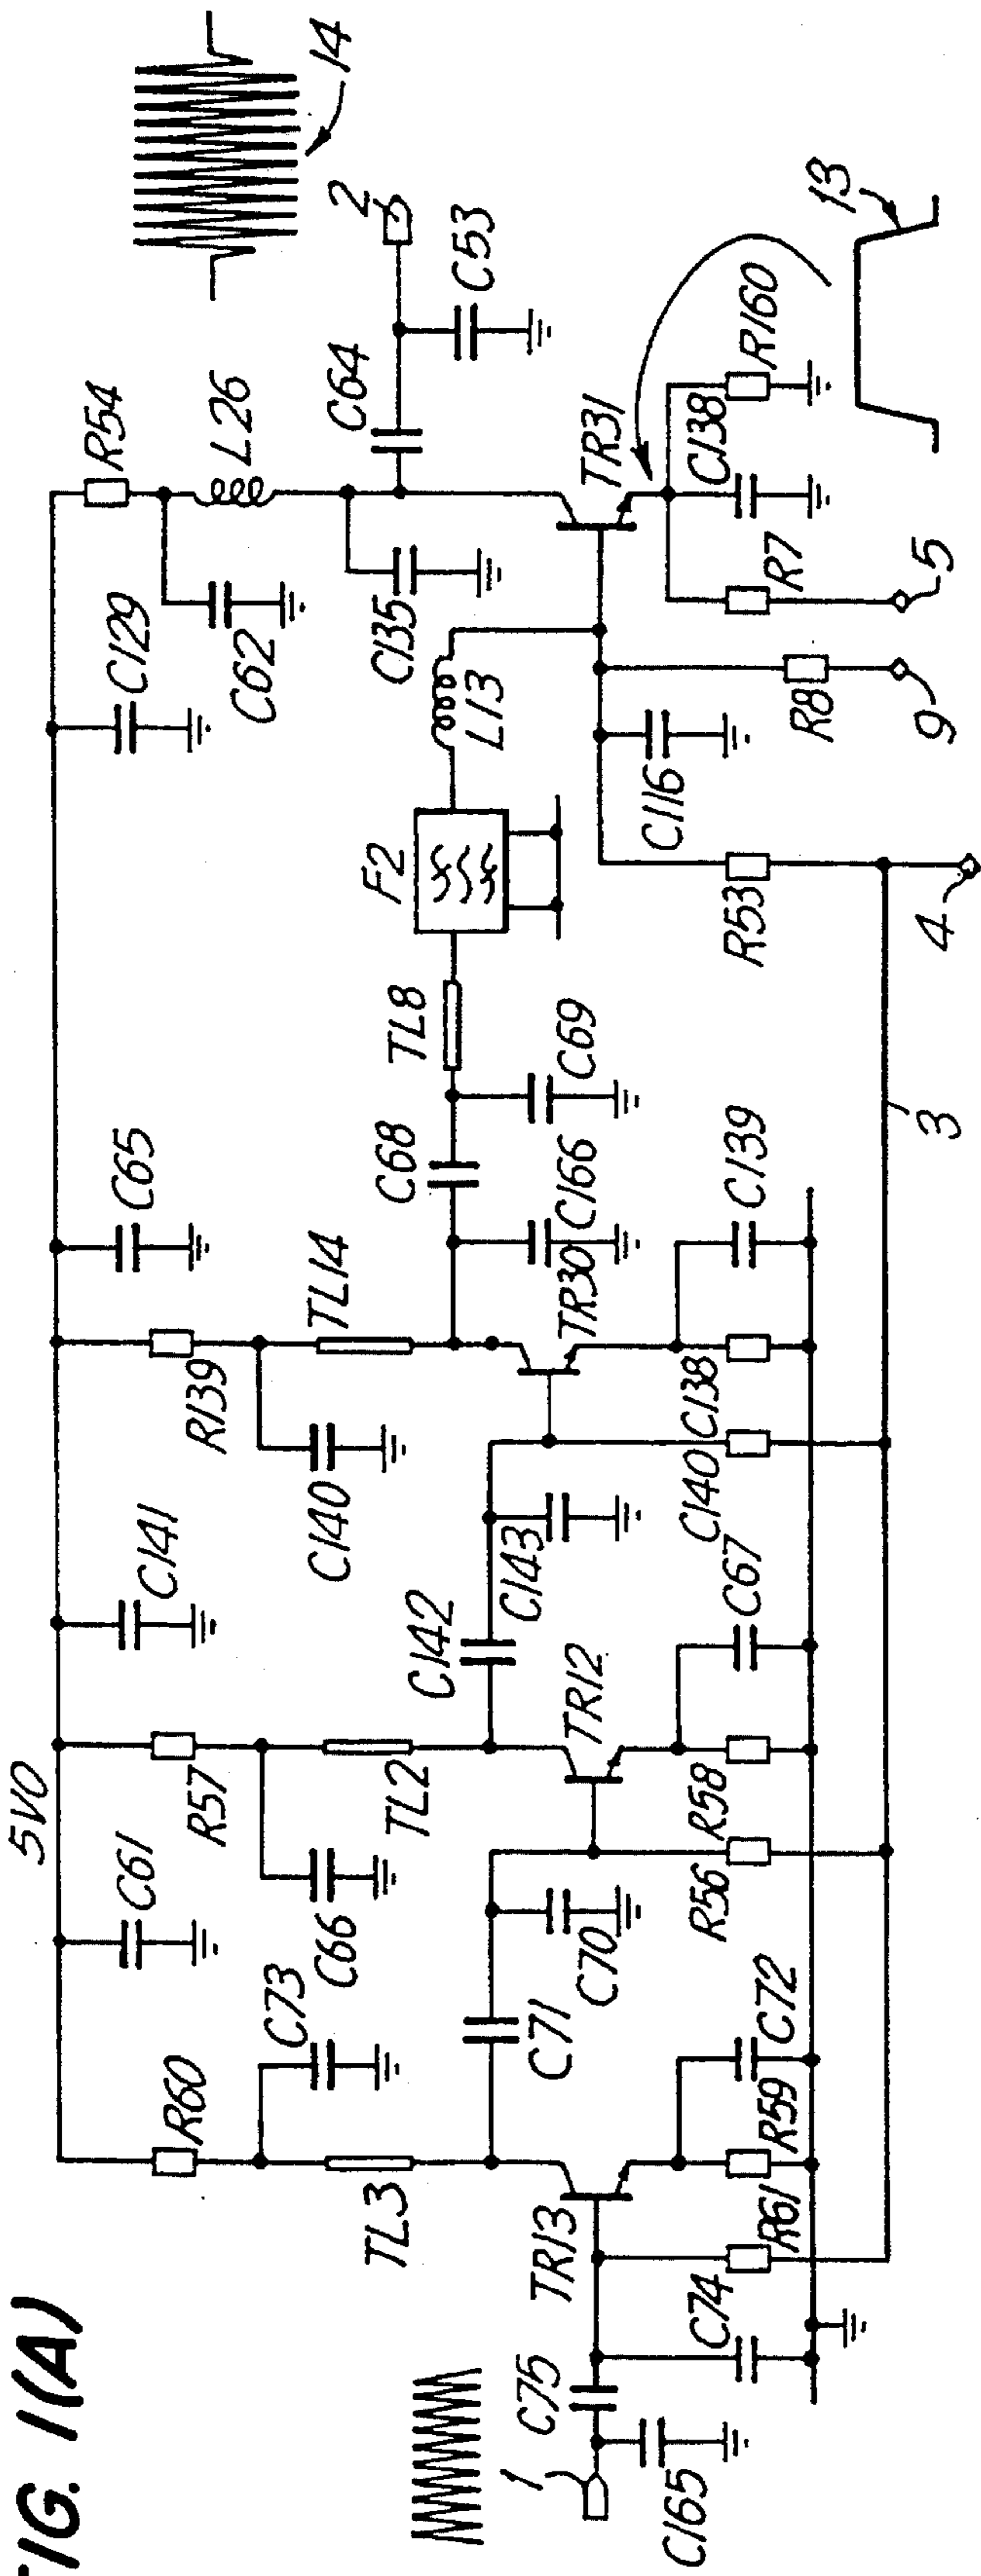 FIG. 1(A)
5V0
R60
C61
C73
TL3
C141
R57
C66
TL2
C65
R139
C140
TL14
C129
R54
C62
L26
14
C135
C64
2
C53
1
C75
C165
C74
TR13
R61
R59
C72
C71
C70
R56
R58
TR12
C67
C142
C143
C140
C138
TR30
C139
C166
C68
C69
TL8
F2
L13
C116
R53
R8
R7
TR31
C138
R160
13
3
4
9
5